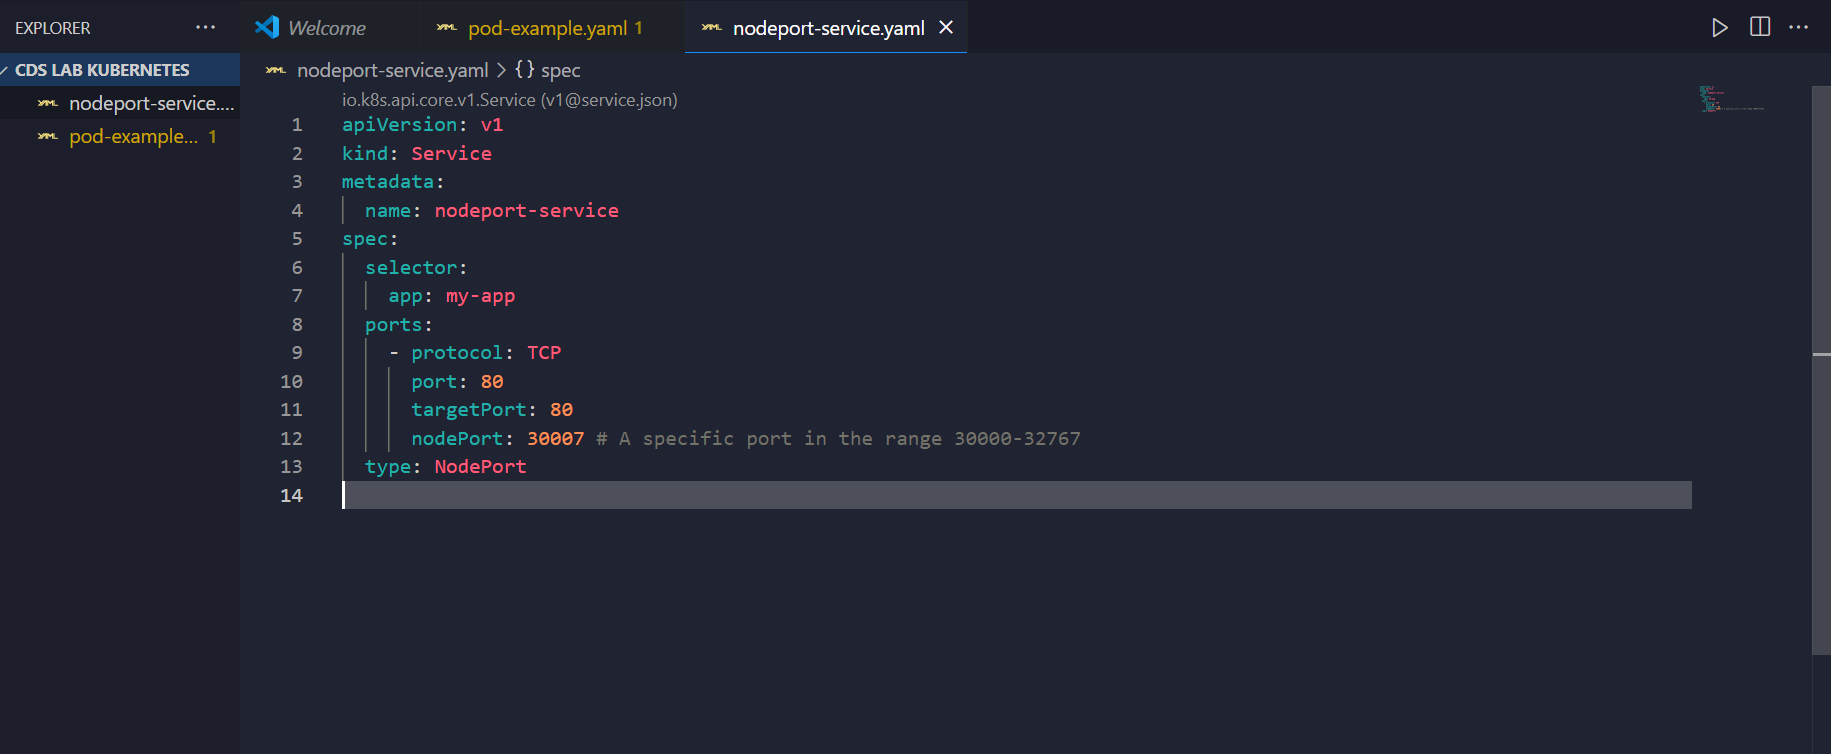 EXPLORER ···
Welcome
pod-example.yaml 1
nodeport-service.yaml
···
CDS LAB KUBERNETES
nodeport-service....
pod-example... 1
nodeport-service.yaml > {} spec
io.k8s.api.core.v1.Service (v1@service.json)
1 apiVersion: v1
2 kind: Service
3 metadata:
4   name: nodeport-service
5 spec:
6   selector:
7     app: my-app
8   ports:
9     - protocol: TCP
10       port: 80
11       targetPort: 80
12       nodePort: 30007 # A specific port in the range 30000-32767
13   type: NodePort
14